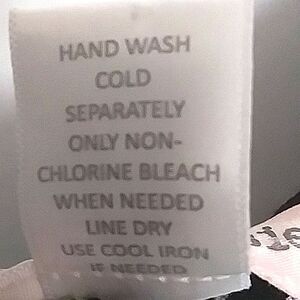 HAND WASH
COLD
SEPARATELY
ONLY NON-
CHLORINE BLEACH
WHEN NEEDED
LINE DRY
USE COOL IRON
IF NEEDED